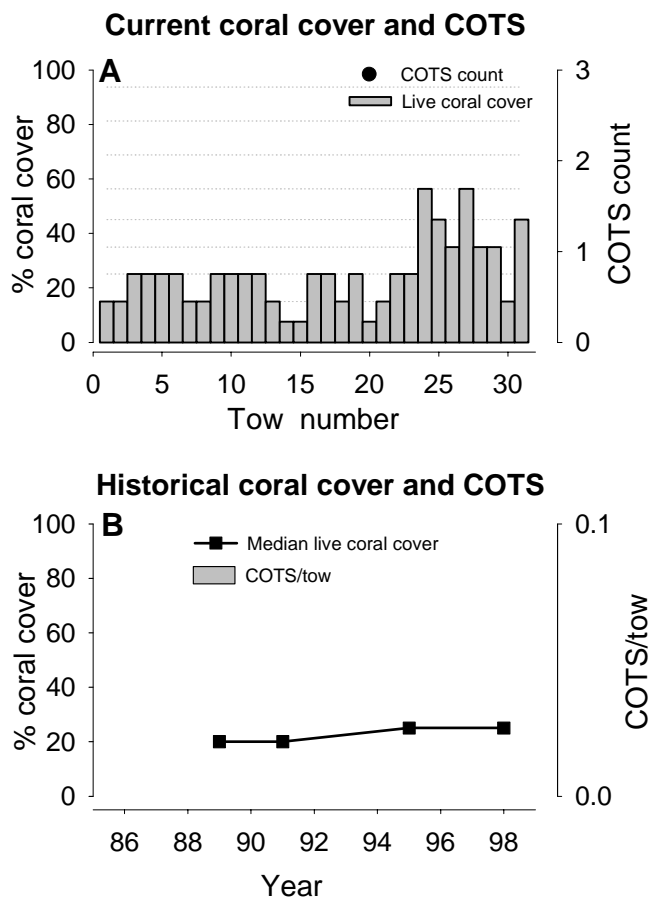 Current coral cover and COTS
A
COTS count
Live coral cover
100
80
60
40
20
0
% coral cover
3
2
1
0
COTS count
0 5 10 15 20 25 30
Tow number
Historical coral cover and COTS
B
Median live coral cover
COTS/tow
100
80
60
40
20
0
% coral cover
0.1
0.0
COTS/tow
86 88 90 92 94 96 98
Year